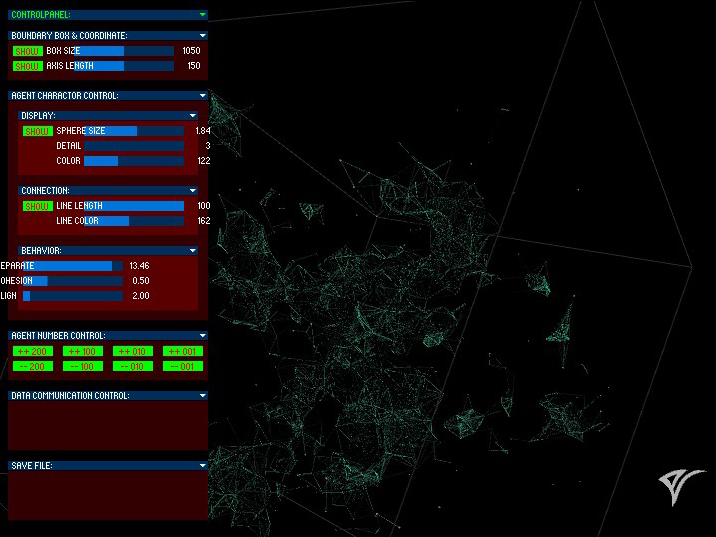 CONTROLPANEL:
BOUNDARY BOX & COORDINATE:
SHOW BOX SIZE 1050
SHOW AXIS LENGTH 150
AGENT CHARACTOR CONTROL:
DISPLAY:
SHOW SPHERE SIZE 1.84
DETAIL 3
COLOR 122
CONNECTION:
SHOW LINE LENGTH 100
LINE COLOR 162
BEHAVIOR:
EPARATE 13.46
OHESION 0.50
LIGN 2.00
AGENT NUMBER CONTROL:
++ 200 ++ 100 ++ 010 ++ 001
-- 200 -- 100 -- 010 -- 001
DATA COMMUNICATION CONTROL:
SAVE FILE: